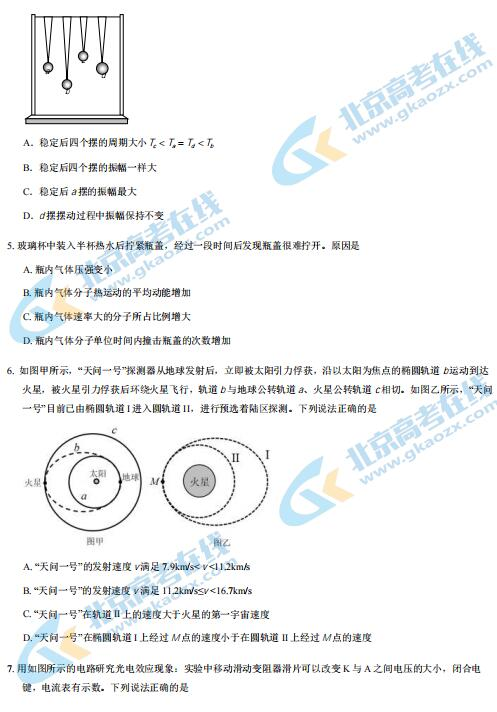 A．稳定后四个摆的周期大小 Tc < Ta = Td < Tb
B．稳定后四个摆的振幅一样大
C．稳定后 a 摆的振幅最大
D．d 摆摆动过程中振幅保持不变
5. 玻璃杯中装入半杯热水后拧紧瓶盖，经过一段时间后发现瓶盖很难拧开。原因是
A. 瓶内气体压强变小
B. 瓶内气体分子热运动的平均动能增加
C. 瓶内气体速率大的分子所占比例增大
D. 瓶内气体分子单位时间内撞击瓶盖的次数增加
6. 如图甲所示，“天问一号”探测器从地球发射后，立即被太阳引力俘获，沿以太阳为焦点的椭圆轨道 b 运动到达
火星，被火星引力俘获后环绕火星飞行，轨道 b 与地球公转轨道 a、火星公转轨道 c 相切。如图乙所示，“天问
一号”目前已由椭圆轨道 I 进入圆轨道 II，进行预选着陆区探测。下列说法正确的是
c
b
火星
太阳
地球
a
图甲
M
火星
II
I
图乙
A. “天问一号”的发射速度 v 满足 7.9km/s< v <11.2km/s
B. “天问一号”的发射速度 v 满足 11.2km/s≤v <16.7km/s
C. “天问一号”在轨道 II 上的速度大于火星的第一宇宙速度
D. “天问一号”在椭圆轨道 I 上经过 M 点的速度小于在圆轨道 II 上经过 M 点的速度
7. 用如图所示的电路研究光电效应现象：实验中移动滑动变阻器滑片可以改变 K 与 A 之间电压的大小，闭合电
键，电流表有示数。下列说法正确的是
北京高考在线
www.gkaozx.com
北京高考在线
www.gkaozx.com
北京高考在线
www.gkaozx.com
北京高考在线
www.gkaozx.com